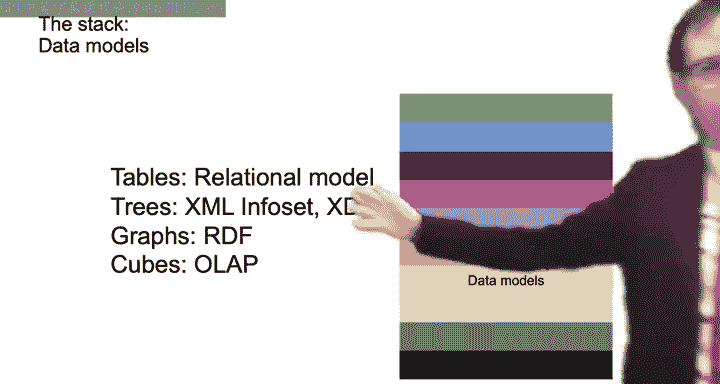 The stack:
Data models
Tables: Relational model
Trees: XML Infoset,
Graphs: RDF
Cubes: OLAP
Data models